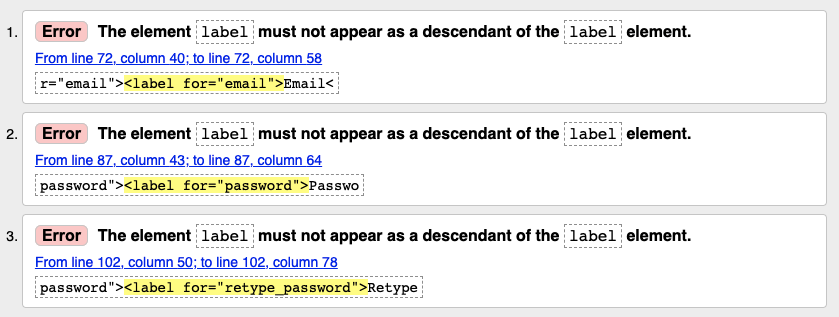 1. Error The element label must not appear as a descendant of the label element.
From line 72, column 40; to line 72, column 58
r="email"><label for="email">Email<
2. Error The element label must not appear as a descendant of the label element.
From line 87, column 43; to line 87, column 64
password"><label for="password">Passwo
3. Error The element label must not appear as a descendant of the label element.
From line 102, column 50; to line 102, column 78
password"><label for="retype_password">Retype